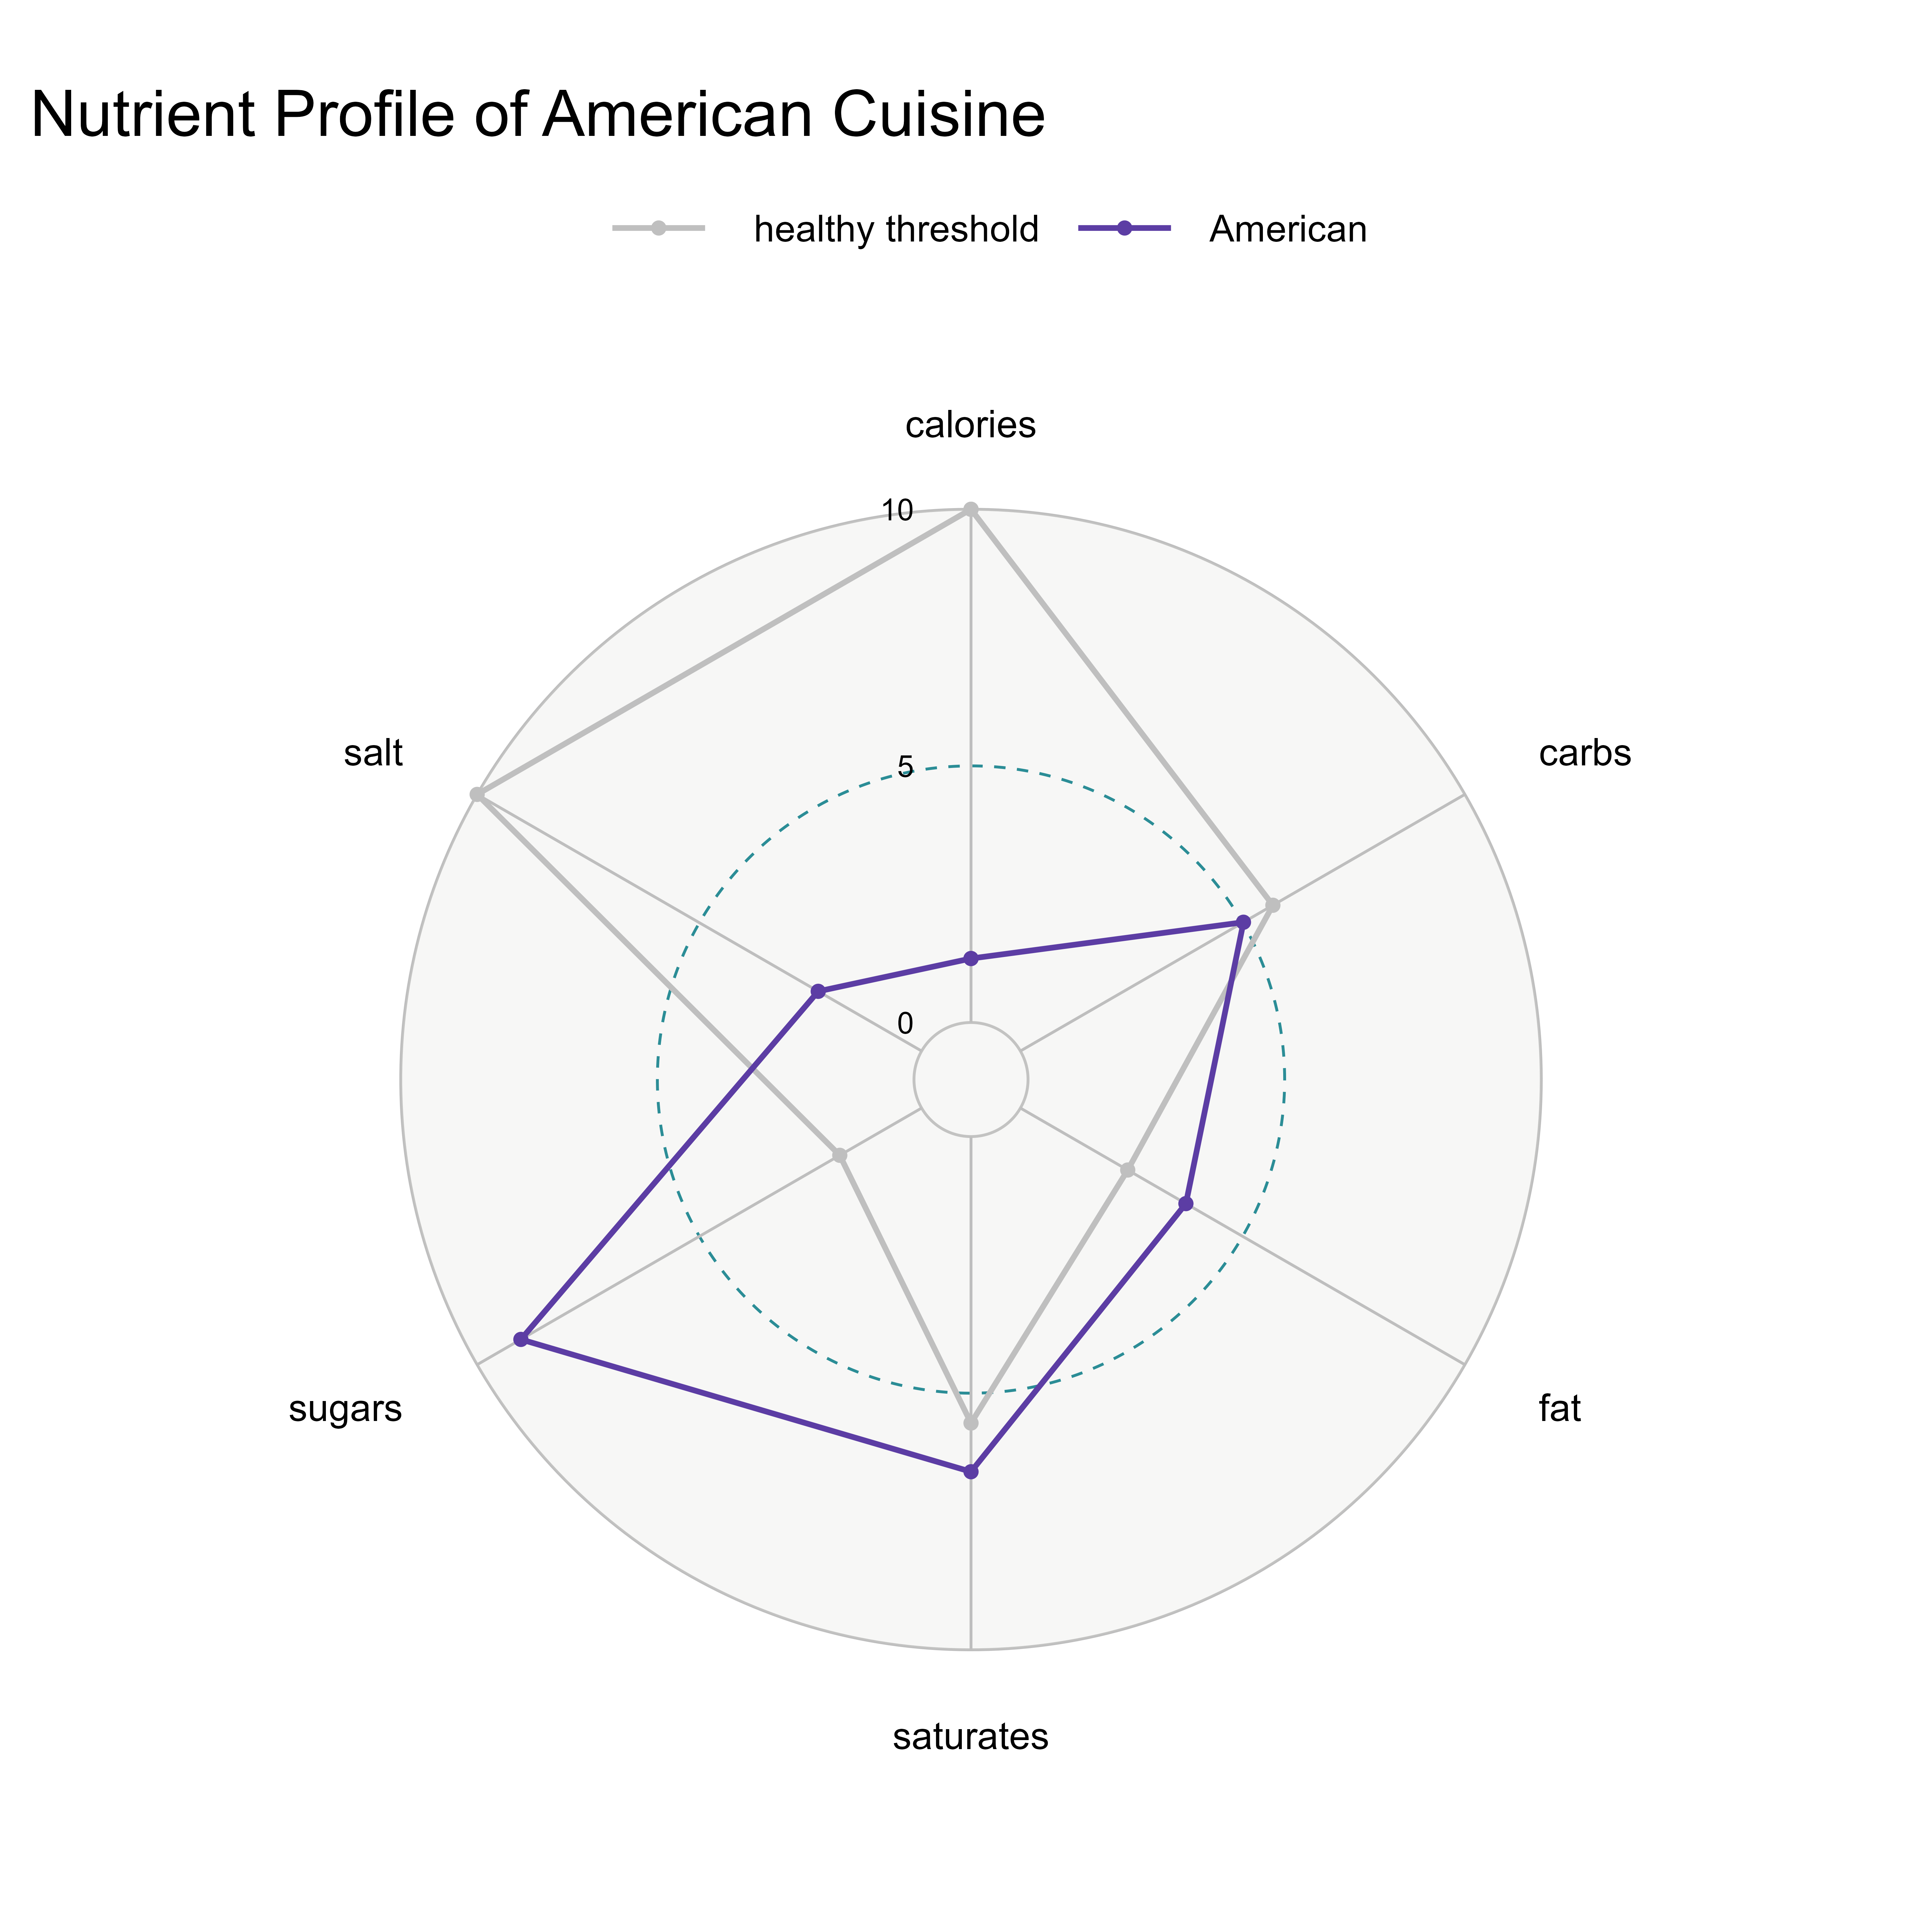 Nutrient Profile of American Cuisine
healthy threshold American
calories
10
salt
carbs
5
0
sugars
fat
saturates